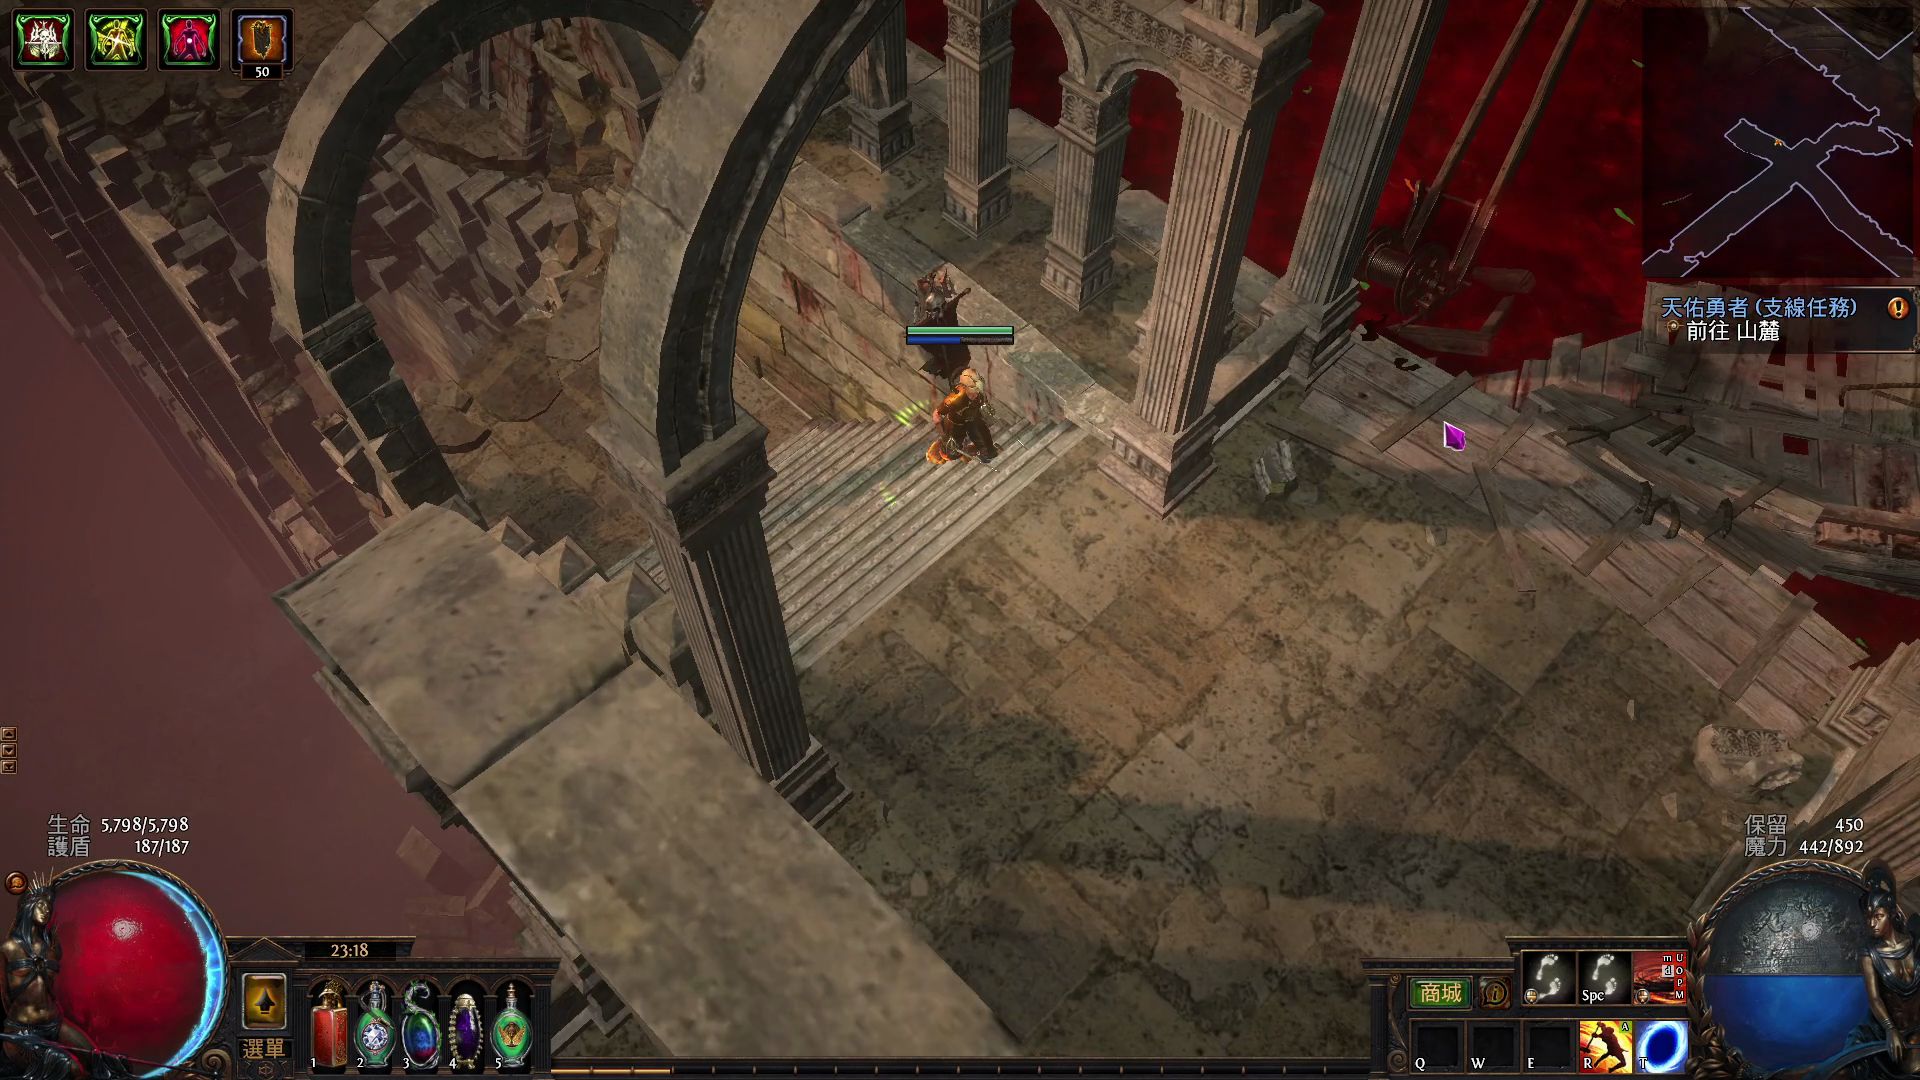 50
天佑勇者 (支線任務)
前往 山麓
生命 5,798/5,798
護盾 187/187
保留 450
魔力 442/892
23:18
選單
1 2 3 4 5
商城
Spc
m U
d O
P
M
Q W E R A T